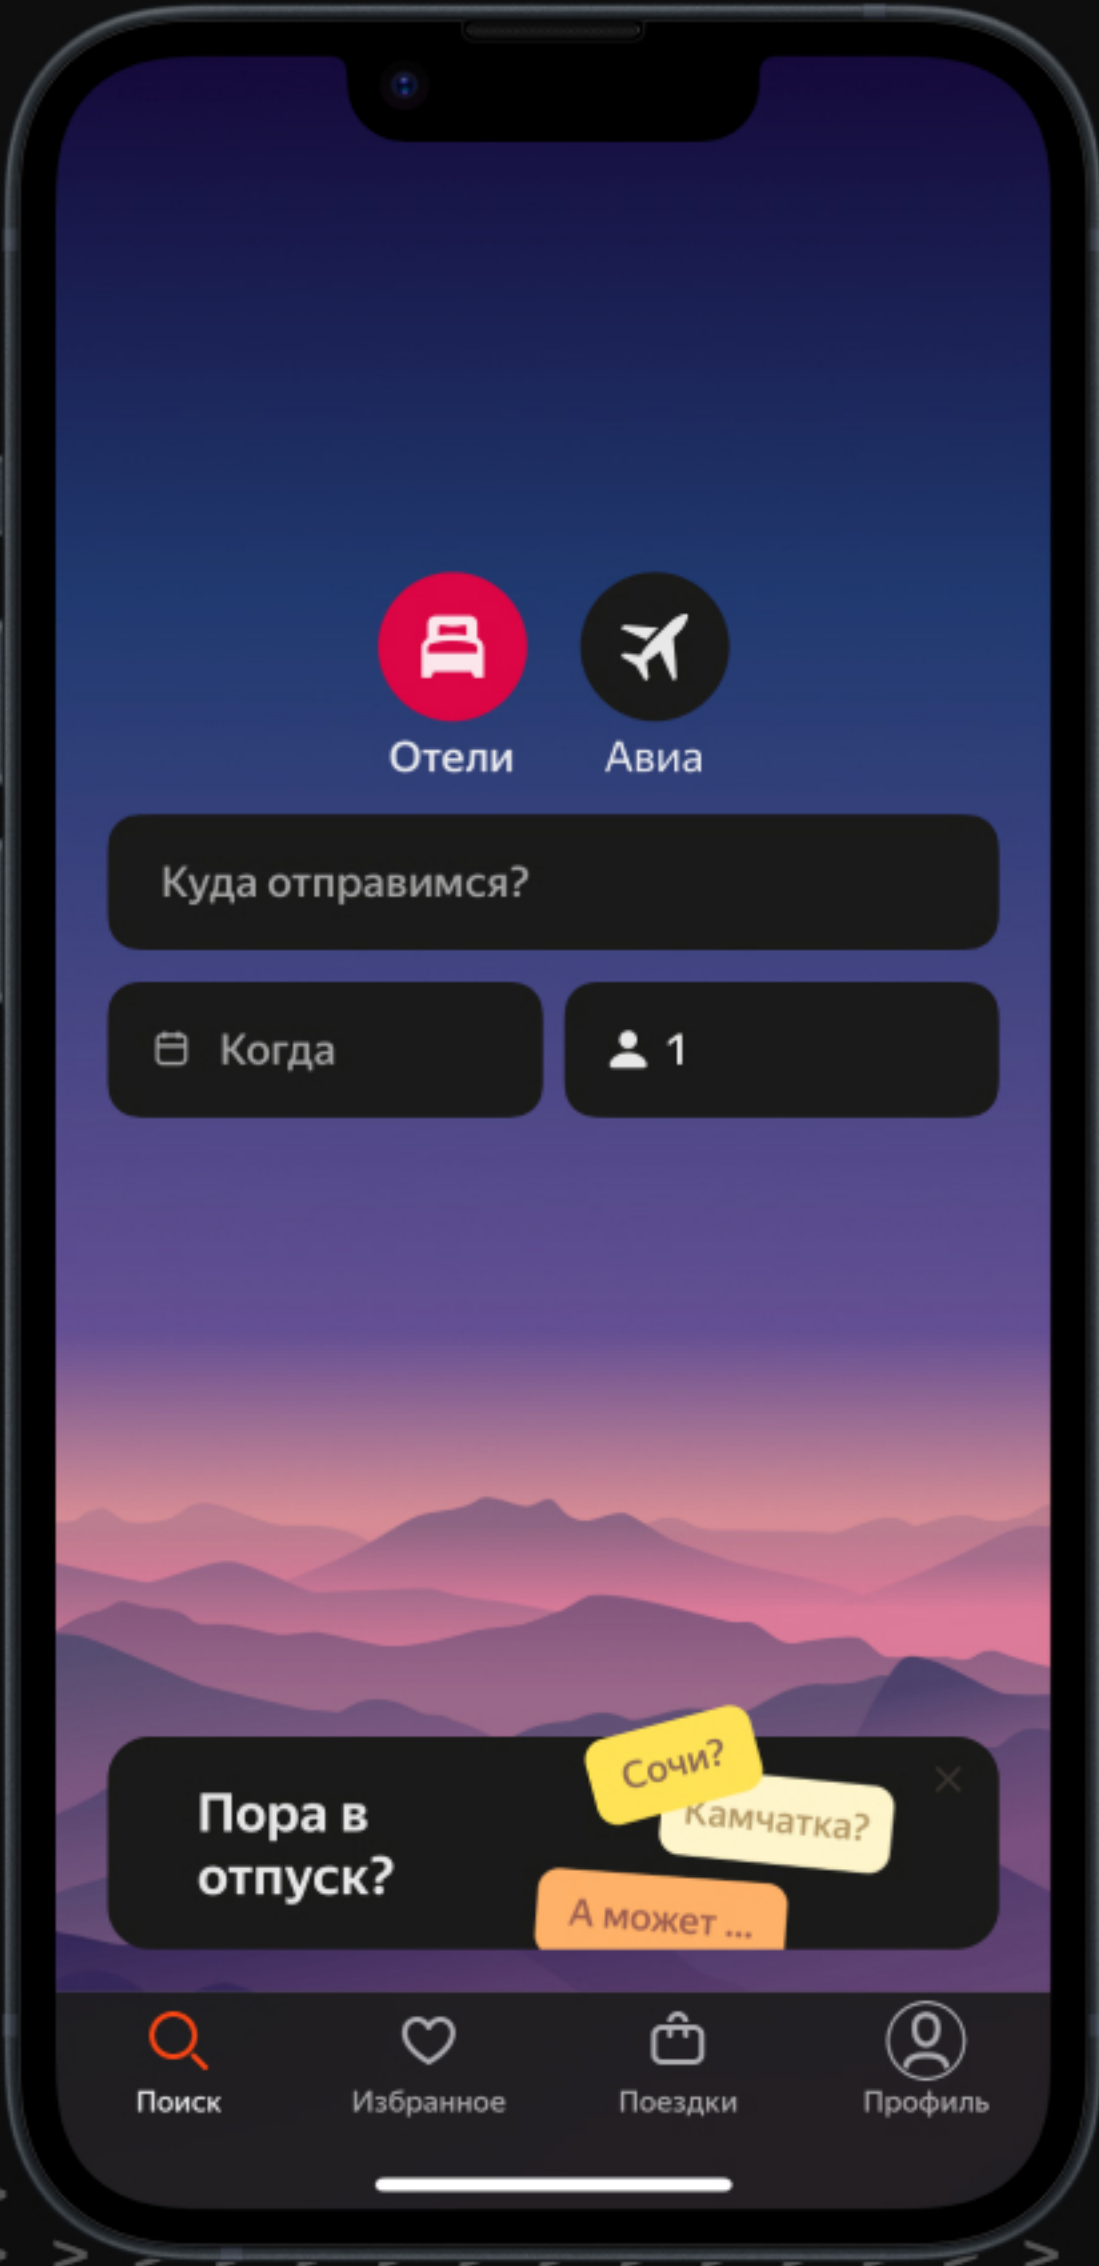 Отели
Авиа
Куда отправимся?
Когда
1
Пора в
отпуск?
Сочи?
Камчатка?
А может ...
Поиск
Избранное
Поездки
Профиль